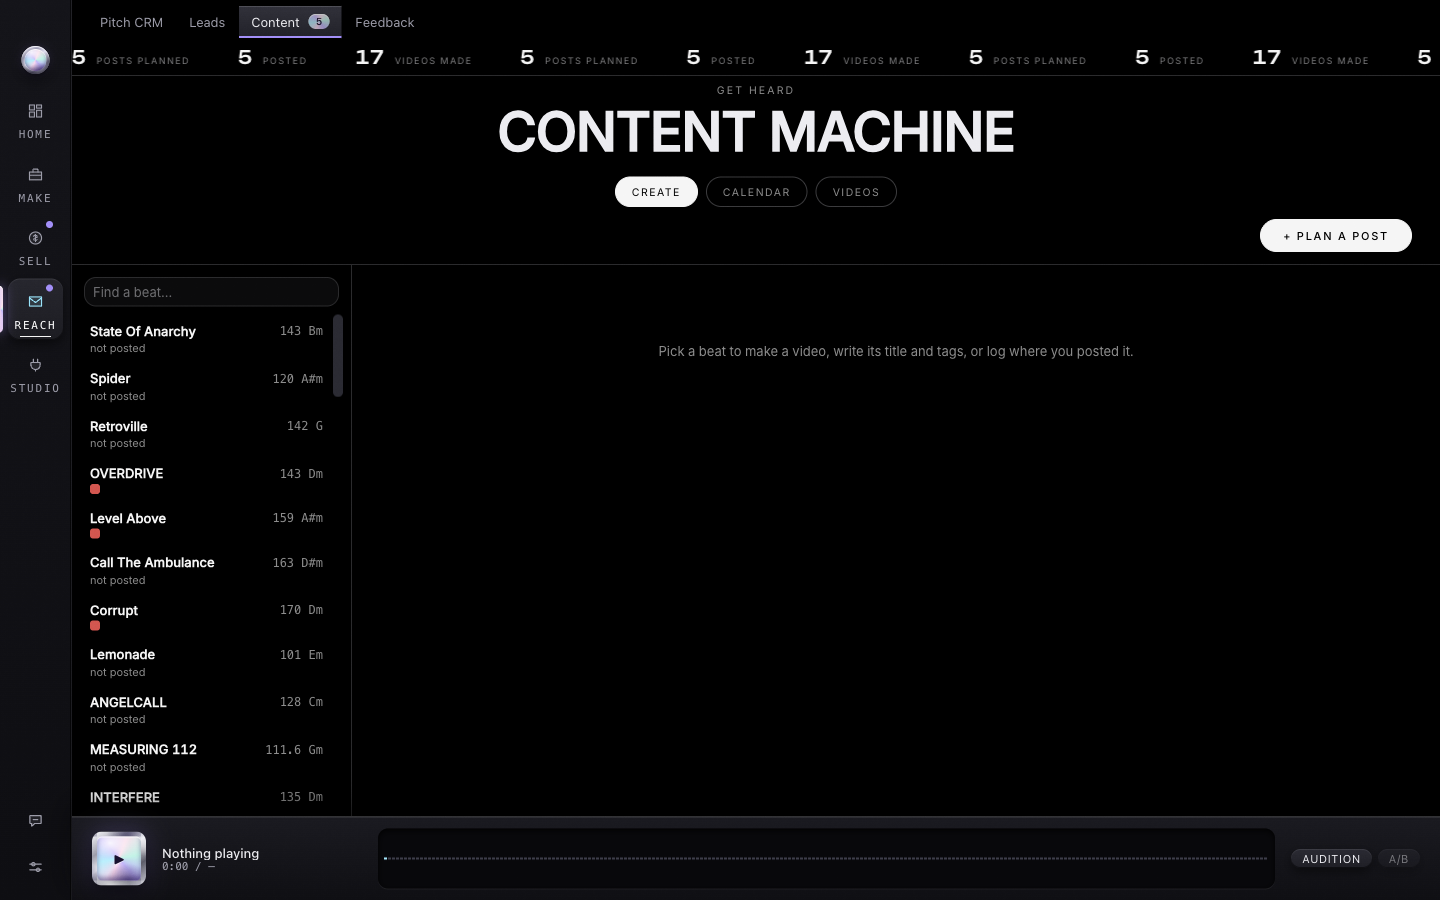 Pitch CRM Leads Content 5 Feedback
5 POSTS PLANNED 5 POSTED 17 VIDEOS MADE 5 POSTS PLANNED 5 POSTED 17 VIDEOS MADE 5 POSTS PLANNED 5 POSTED 17 VIDEOS MADE 5
HOME
MAKE
SELL
REACH
STUDIO
GET HEARD
CONTENT MACHINE
CREATE CALENDAR VIDEOS
+ PLAN A POST
Find a beat...
State Of Anarchy 143 Bm
not posted
Spider 120 A#m
not posted
Retroville 142 G
not posted
OVERDRIVE 143 Dm
Level Above 159 A#m
Call The Ambulance 163 D#m
not posted
Corrupt 170 Dm
Lemonade 101 Em
not posted
ANGELCALL 128 Cm
not posted
MEASURING 112 111.6 Gm
not posted
INTERFERE 135 Dm
Pick a beat to make a video, write its title and tags, or log where you posted it.
Nothing playing
0:00 / —
AUDITION A/B